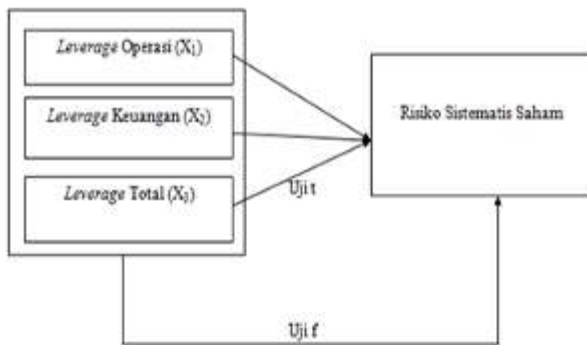 Leverage Operasi (X1)
Leverage Keuangan (X2)
Leverage Total (X3)
Risiko Sistematis Saham
Uji t
Uji f